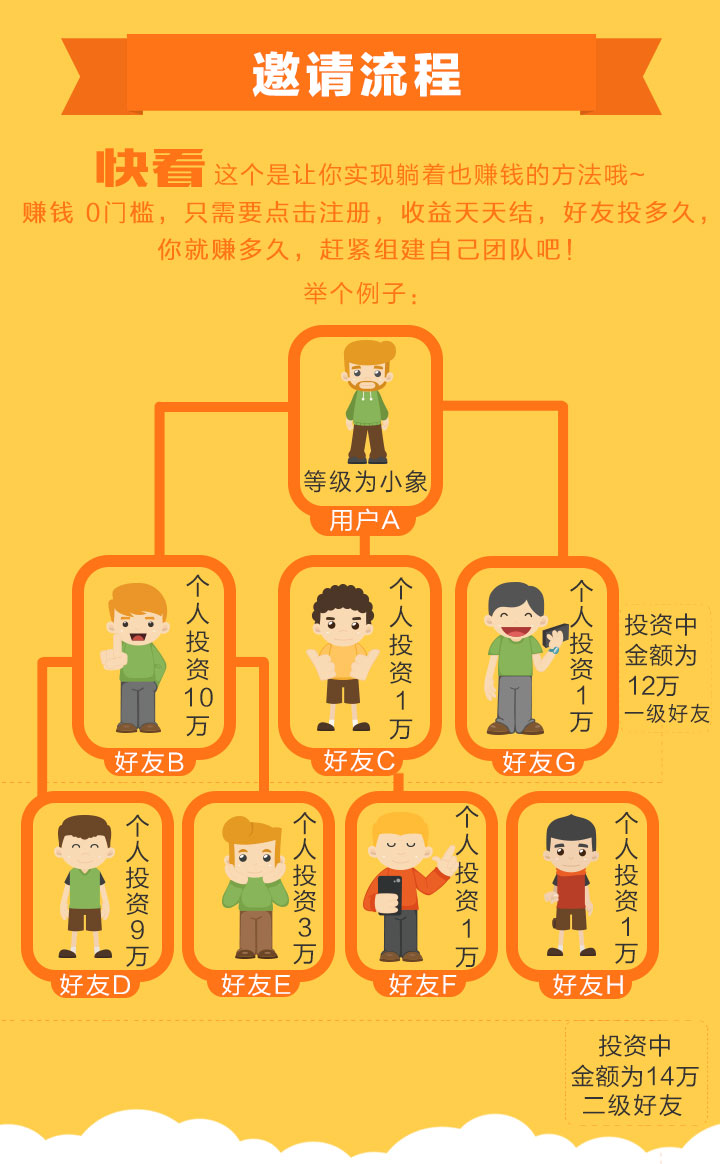 邀请流程
快看 这个是让你实现躺着也赚钱的方法哦~
赚钱 0门槛，只需要点击注册，收益天天结，好友投多久，
你就赚多久，赶紧组建自己团队吧！
举个例子：
等级为小象
用户A
个人投资10万
好友B
个人投资1万
好友C
个人投资1万
好友G
投资中
金额为
12万
一级好友
个人投资9万
好友D
个人投资3万
好友E
个人投资1万
好友F
个人投资1万
好友H
投资中
金额为14万
二级好友